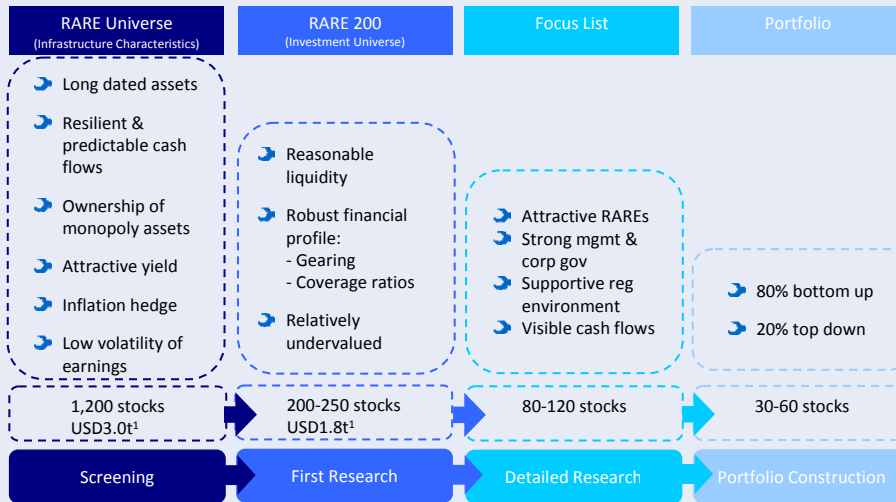 RARE Universe
(Infrastructure Characteristics)
RARE 200
(Investment Universe)
Focus List
Portfolio
Long dated assets
Resilient &
predictable cash
flows
Ownership of
monopoly assets
Attractive yield
Inflation hedge
Low volatility of
earnings
Reasonable
liquidity
Robust financial
profile:
- Gearing
- Coverage ratios
Relatively
undervalued
Attractive RAREs
Strong mgmt &
corp gov
Supportive reg
environment
Visible cash flows
80% bottom up
20% top down
1,200 stocks
USD3.0t¹
200-250 stocks
USD1.8t¹
80-120 stocks
30-60 stocks
Screening
First Research
Detailed Research
Portfolio Construction